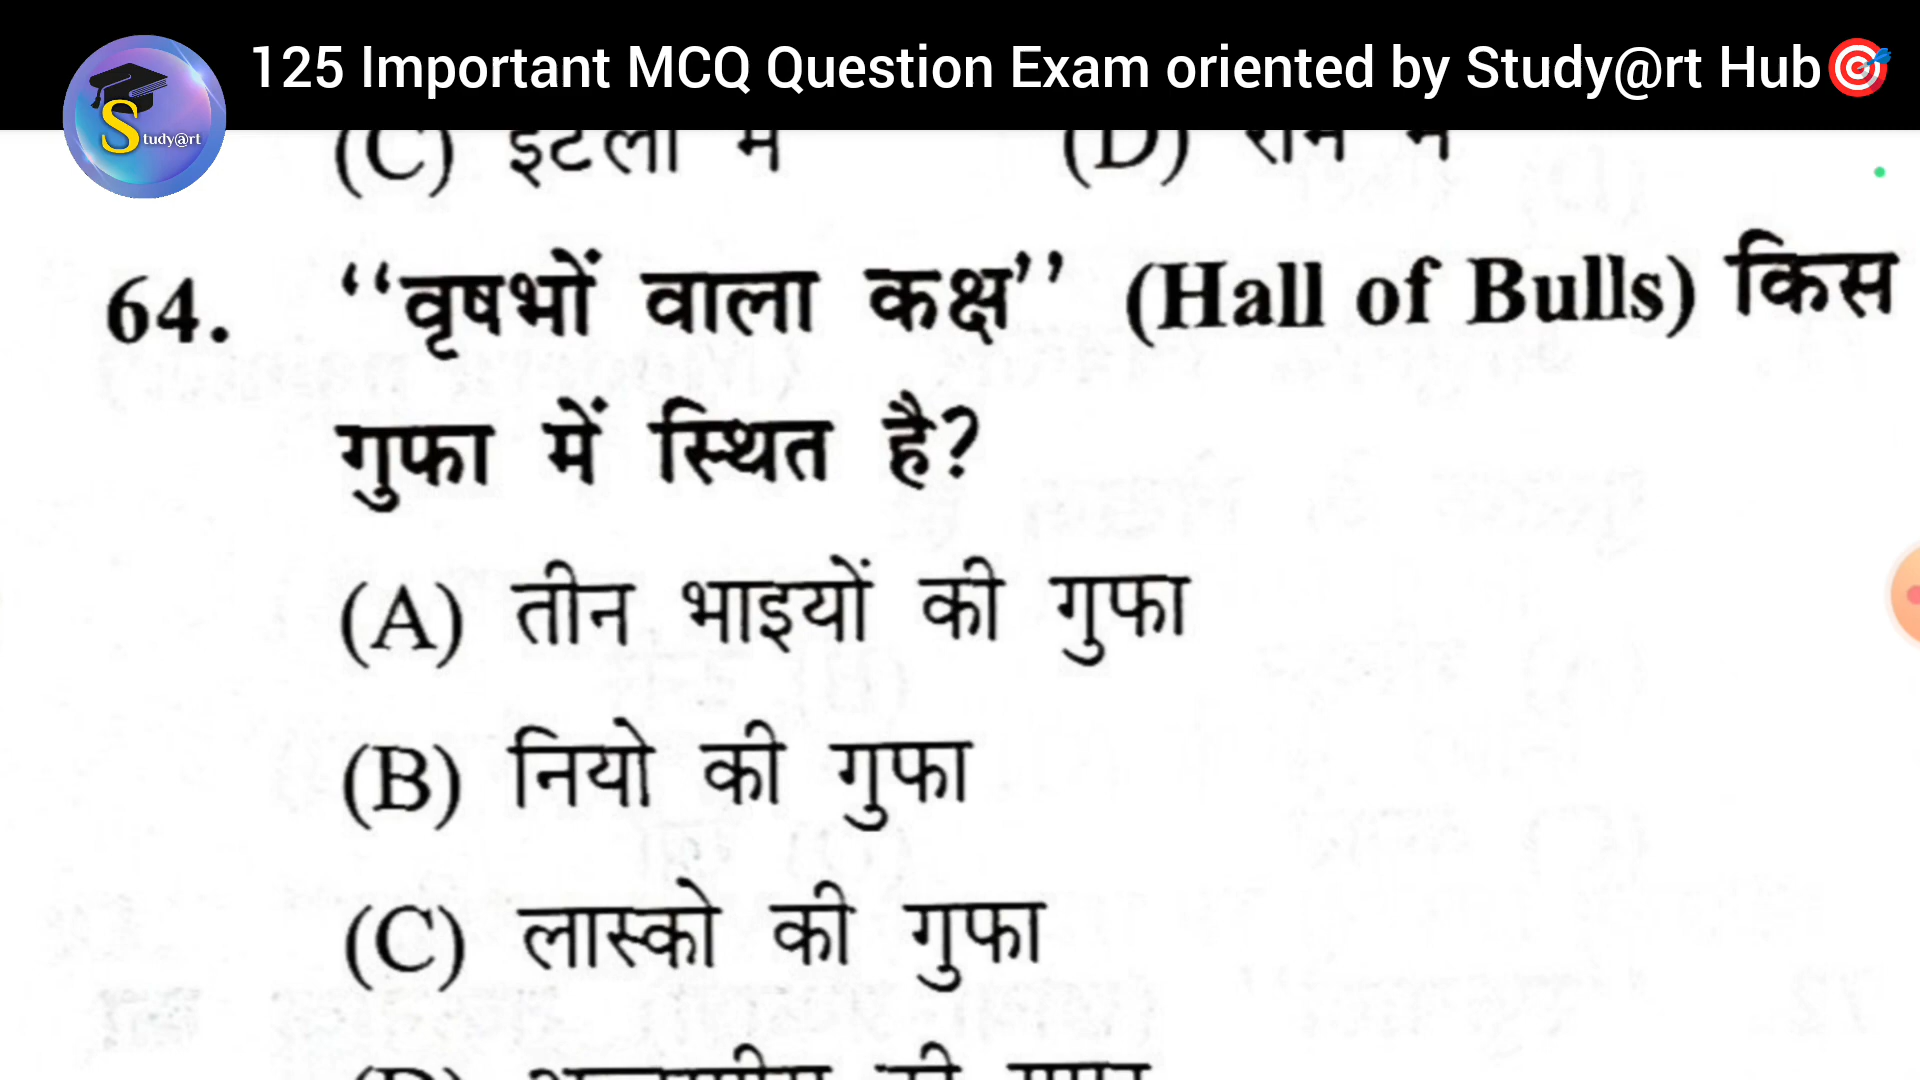 125 Important MCQ Question Exam oriented by Study@rt Hub🎯
Study@rt
(C) इटली में (D) रोम में
64. ‘‘वृषभों वाला कक्ष’’ (Hall of Bulls) किस
गुफा में स्थित है?
(A) तीन भाइयों की गुफा
(B) नियो की गुफा
(C) लास्को की गुफा